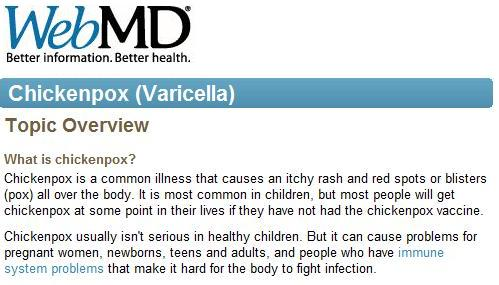 WebMD®
Better information. Better health.
Chickenpox (Varicella)
Topic Overview
What is chickenpox?
Chickenpox is a common illness that causes an itchy rash and red spots or blisters
(pox) all over the body. It is most common in children, but most people will get
chickenpox at some point in their lives if they have not had the chickenpox vaccine.
Chickenpox usually isn't serious in healthy children. But it can cause problems for
pregnant women, newborns, teens and adults, and people who have immune
system problems that make it hard for the body to fight infection.